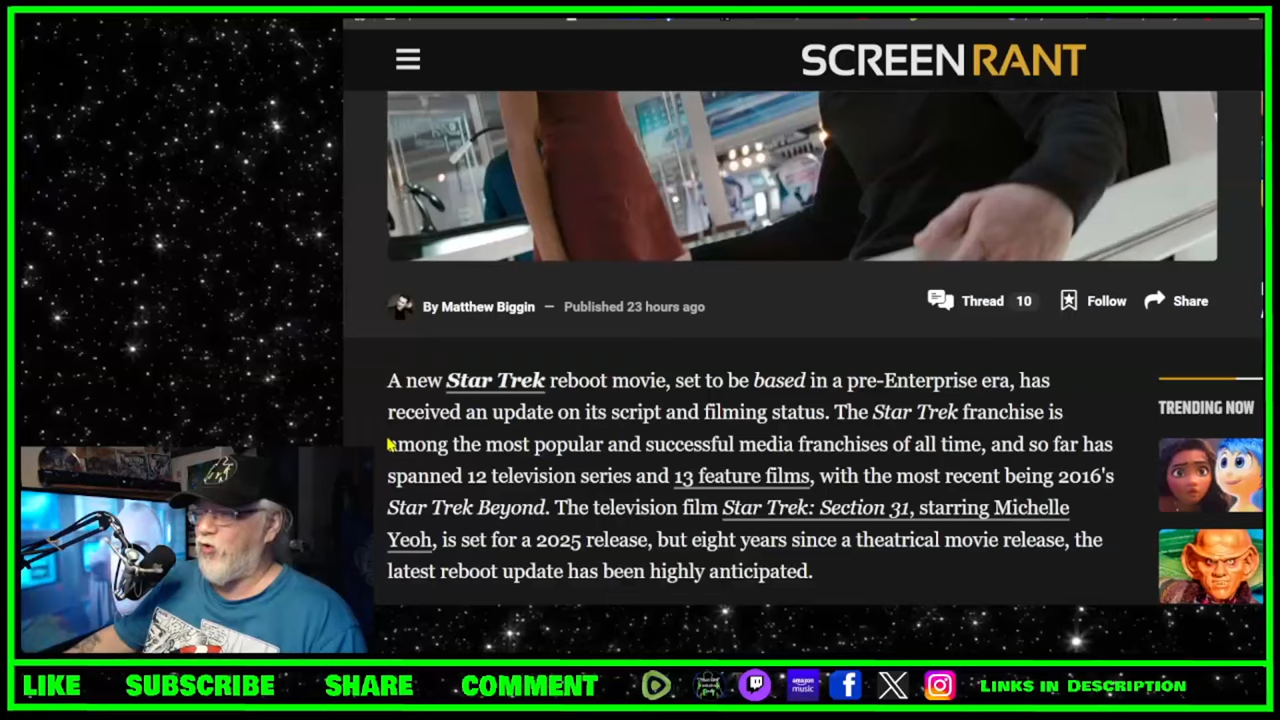 SCREENRANT
By Matthew Biggin — Published 23 hours ago
Thread 10 Follow Share
A new Star Trek reboot movie, set to be based in a pre-Enterprise era, has
received an update on its script and filming status. The Star Trek franchise is
among the most popular and successful media franchises of all time, and so far has
spanned 12 television series and 13 feature films, with the most recent being 2016's
Star Trek Beyond. The television film Star Trek: Section 31, starring Michelle
Yeoh, is set for a 2025 release, but eight years since a theatrical movie release, the
latest reboot update has been highly anticipated.
TRENDING NOW
LIKE SUBSCRIBE SHARE COMMENT amazon music LINKS IN DESCRIPTION